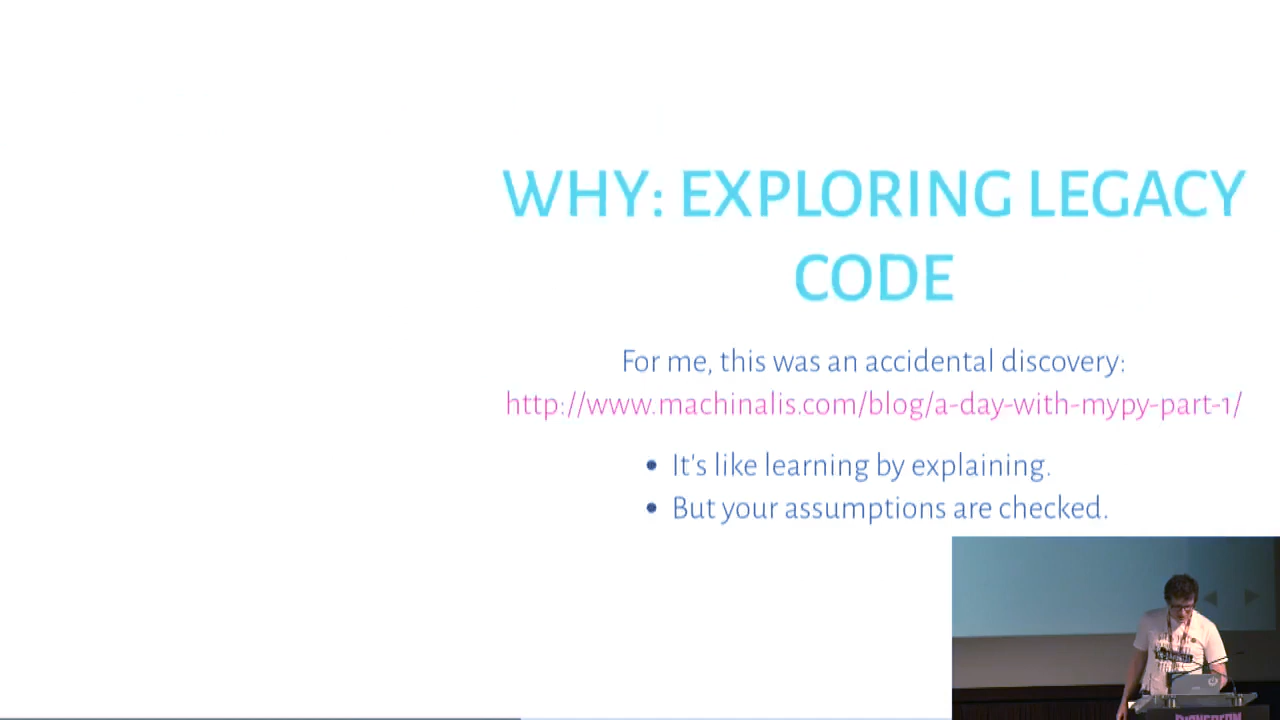 WHY: EXPLORING LEGACY
CODE
For me, this was an accidental discovery:
http://www.machinalis.com/blog/a-day-with-mypy-part-1/
• It's like learning by explaining.
• But your assumptions are checked.